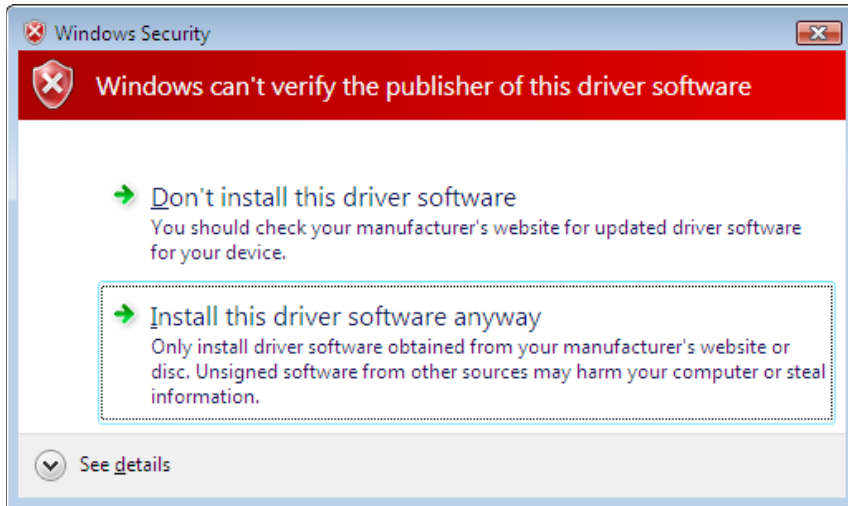 Windows Security
Windows can't verify the publisher of this driver software
Don't install this driver software
You should check your manufacturer's website for updated driver software
for your device.
Install this driver software anyway
Only install driver software obtained from your manufacturer's website or
disc. Unsigned software from other sources may harm your computer or steal
information.
See details